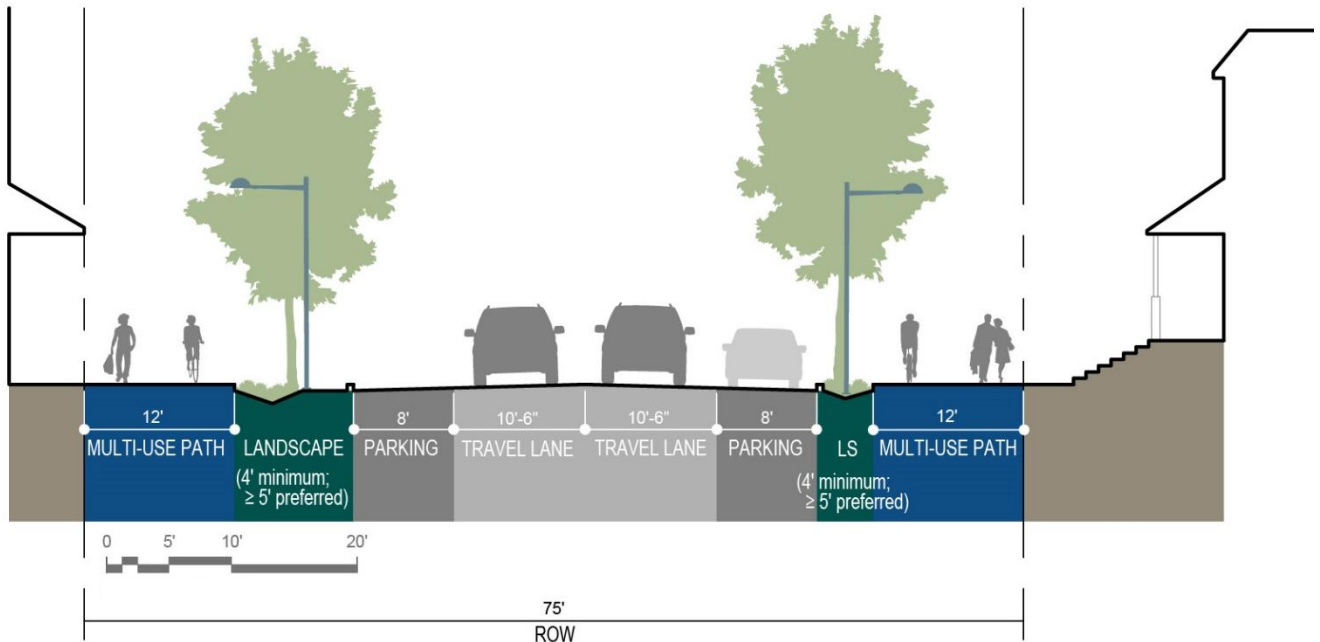 12' 8' 10'-6" 10'-6" 8' 12'
MULTI-USE PATH LANDSCAPE PARKING TRAVEL LANE TRAVEL LANE PARKING LS MULTI-USE PATH
(4' minimum; (4' minimum;
≥ 5' preferred) ≥ 5' preferred)
0 5' 10' 20'
75'
ROW